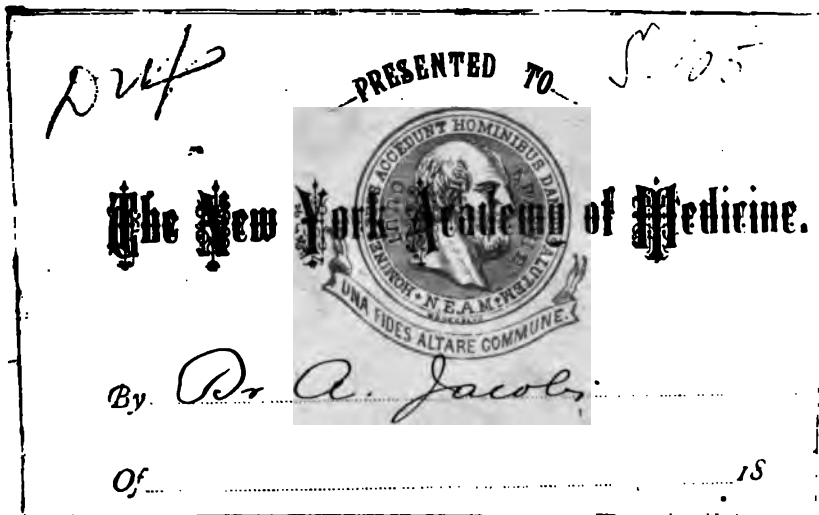 PRESENTED TO
The New York Academy of Medicine.
HOMINES AD DEOS NULLA RE PROPIUS ACCEDUNT HOMINIBUS DANDO SALUTEM
N.E.A.M.
UNA FIDES ALTARE COMMUNE.
By Dr A. Jacobi
Of 18